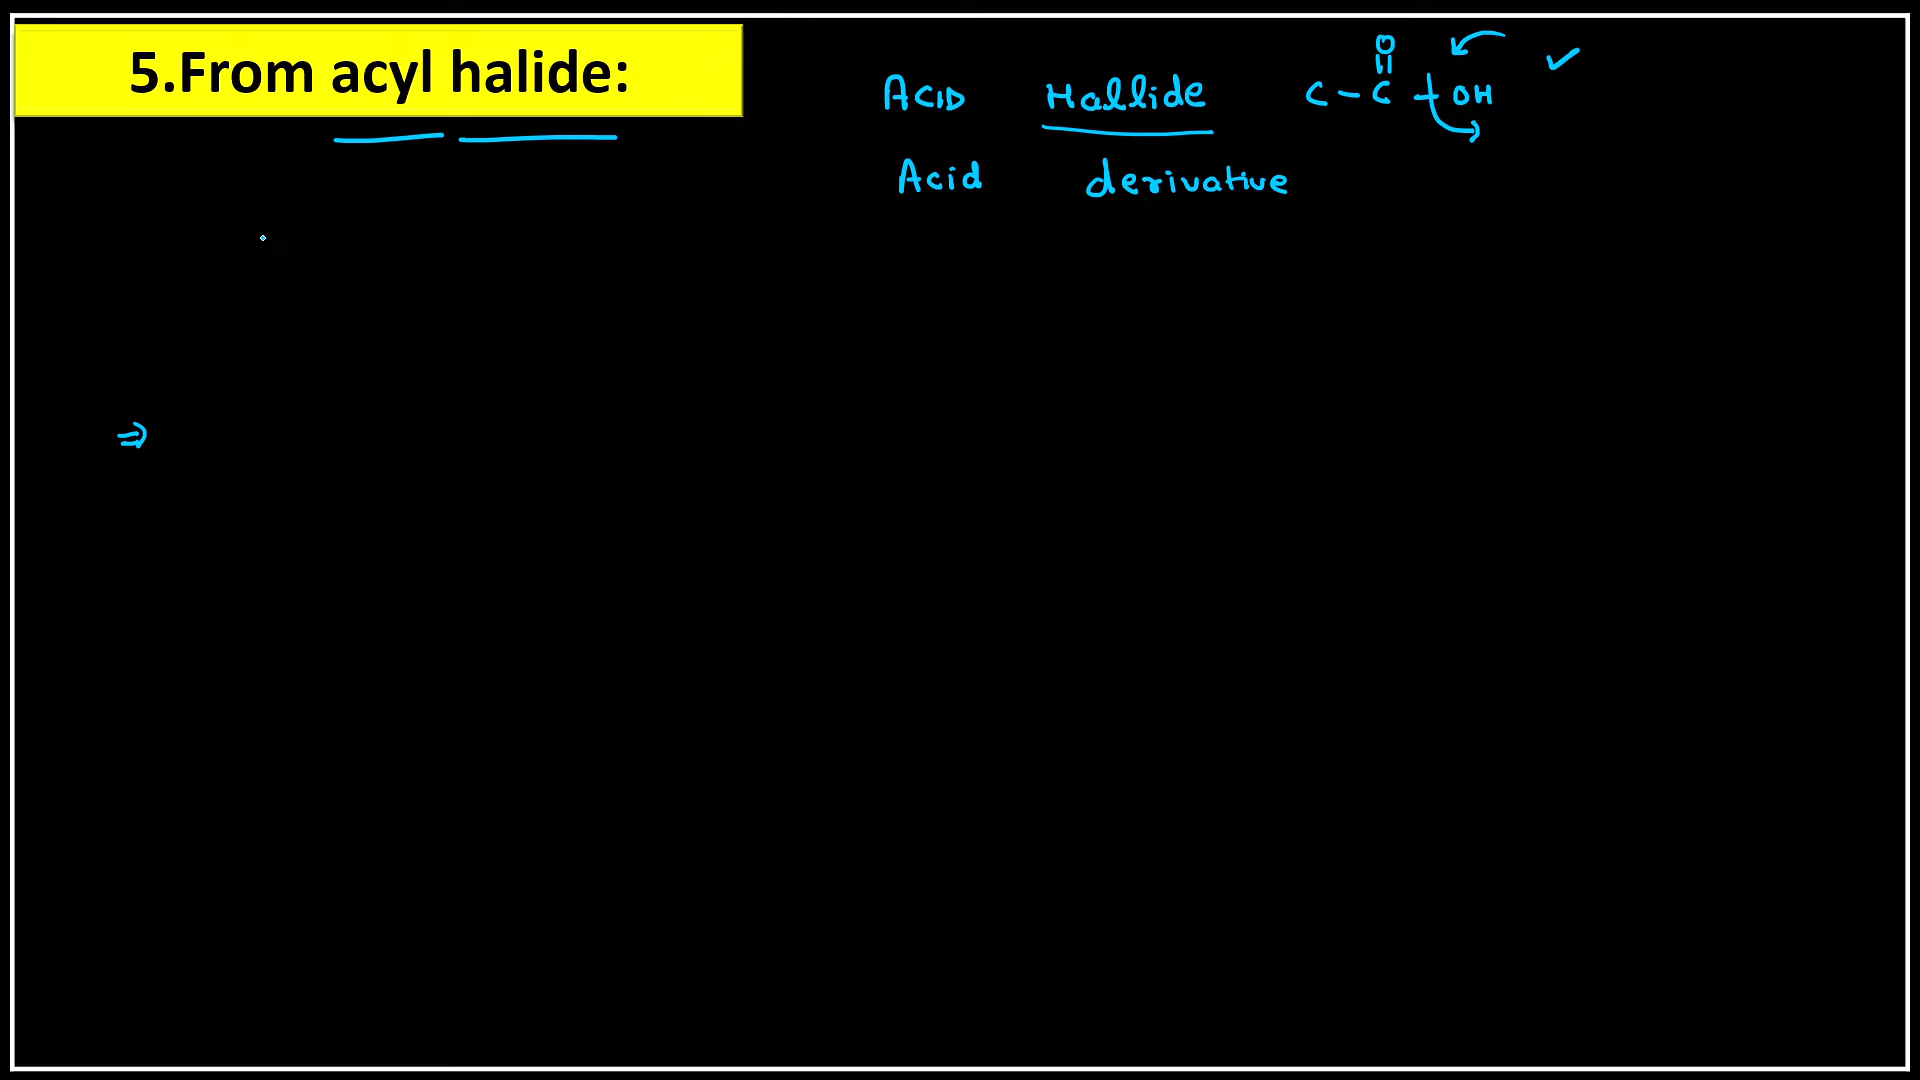 5.From acyl halide:
ACID Hallide
O
||
C - C + OH
Acid derivative
⇒